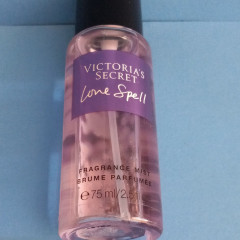 VICTORIA'S
SECRET
Love Spell
FRAGRANCE MIST
BRUME PARFUMÉE
e 75 ml/2.5